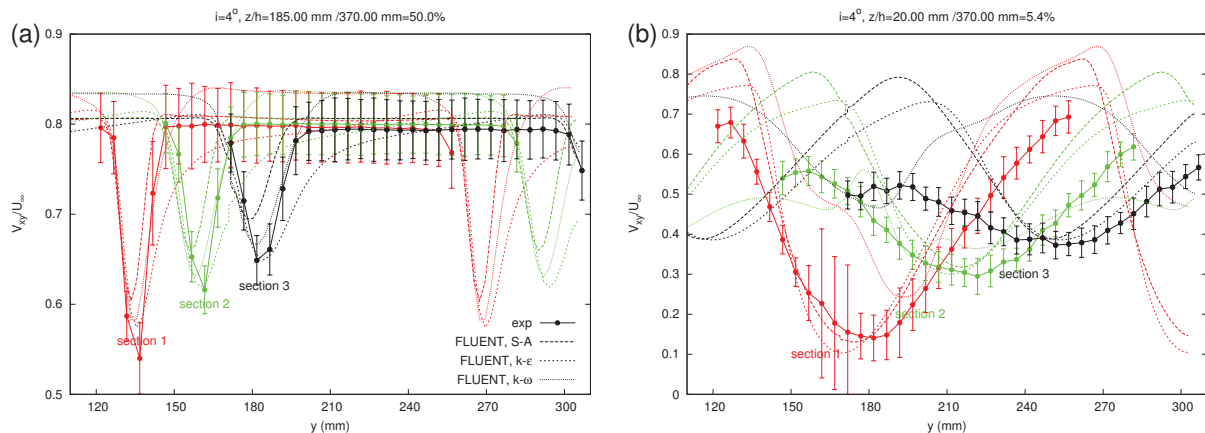 (a)
i=4°, z/h=185.00 mm /370.00 mm=50.0%
0.9
0.8
0.7
0.6
0.5
V_xy/U_∞
120 150 180 210 240 270 300
y (mm)
section 1
section 2
section 3
exp
FLUENT, S-A
FLUENT, k-ε
FLUENT, k-ω
(b)
i=4°, z/h=20.00 mm /370.00 mm=5.4%
0.9
0.8
0.7
0.6
0.5
0.4
0.3
0.2
0.1
0
V_xy/U_∞
120 150 180 210 240 270 300
y (mm)
section 1
section 2
section 3